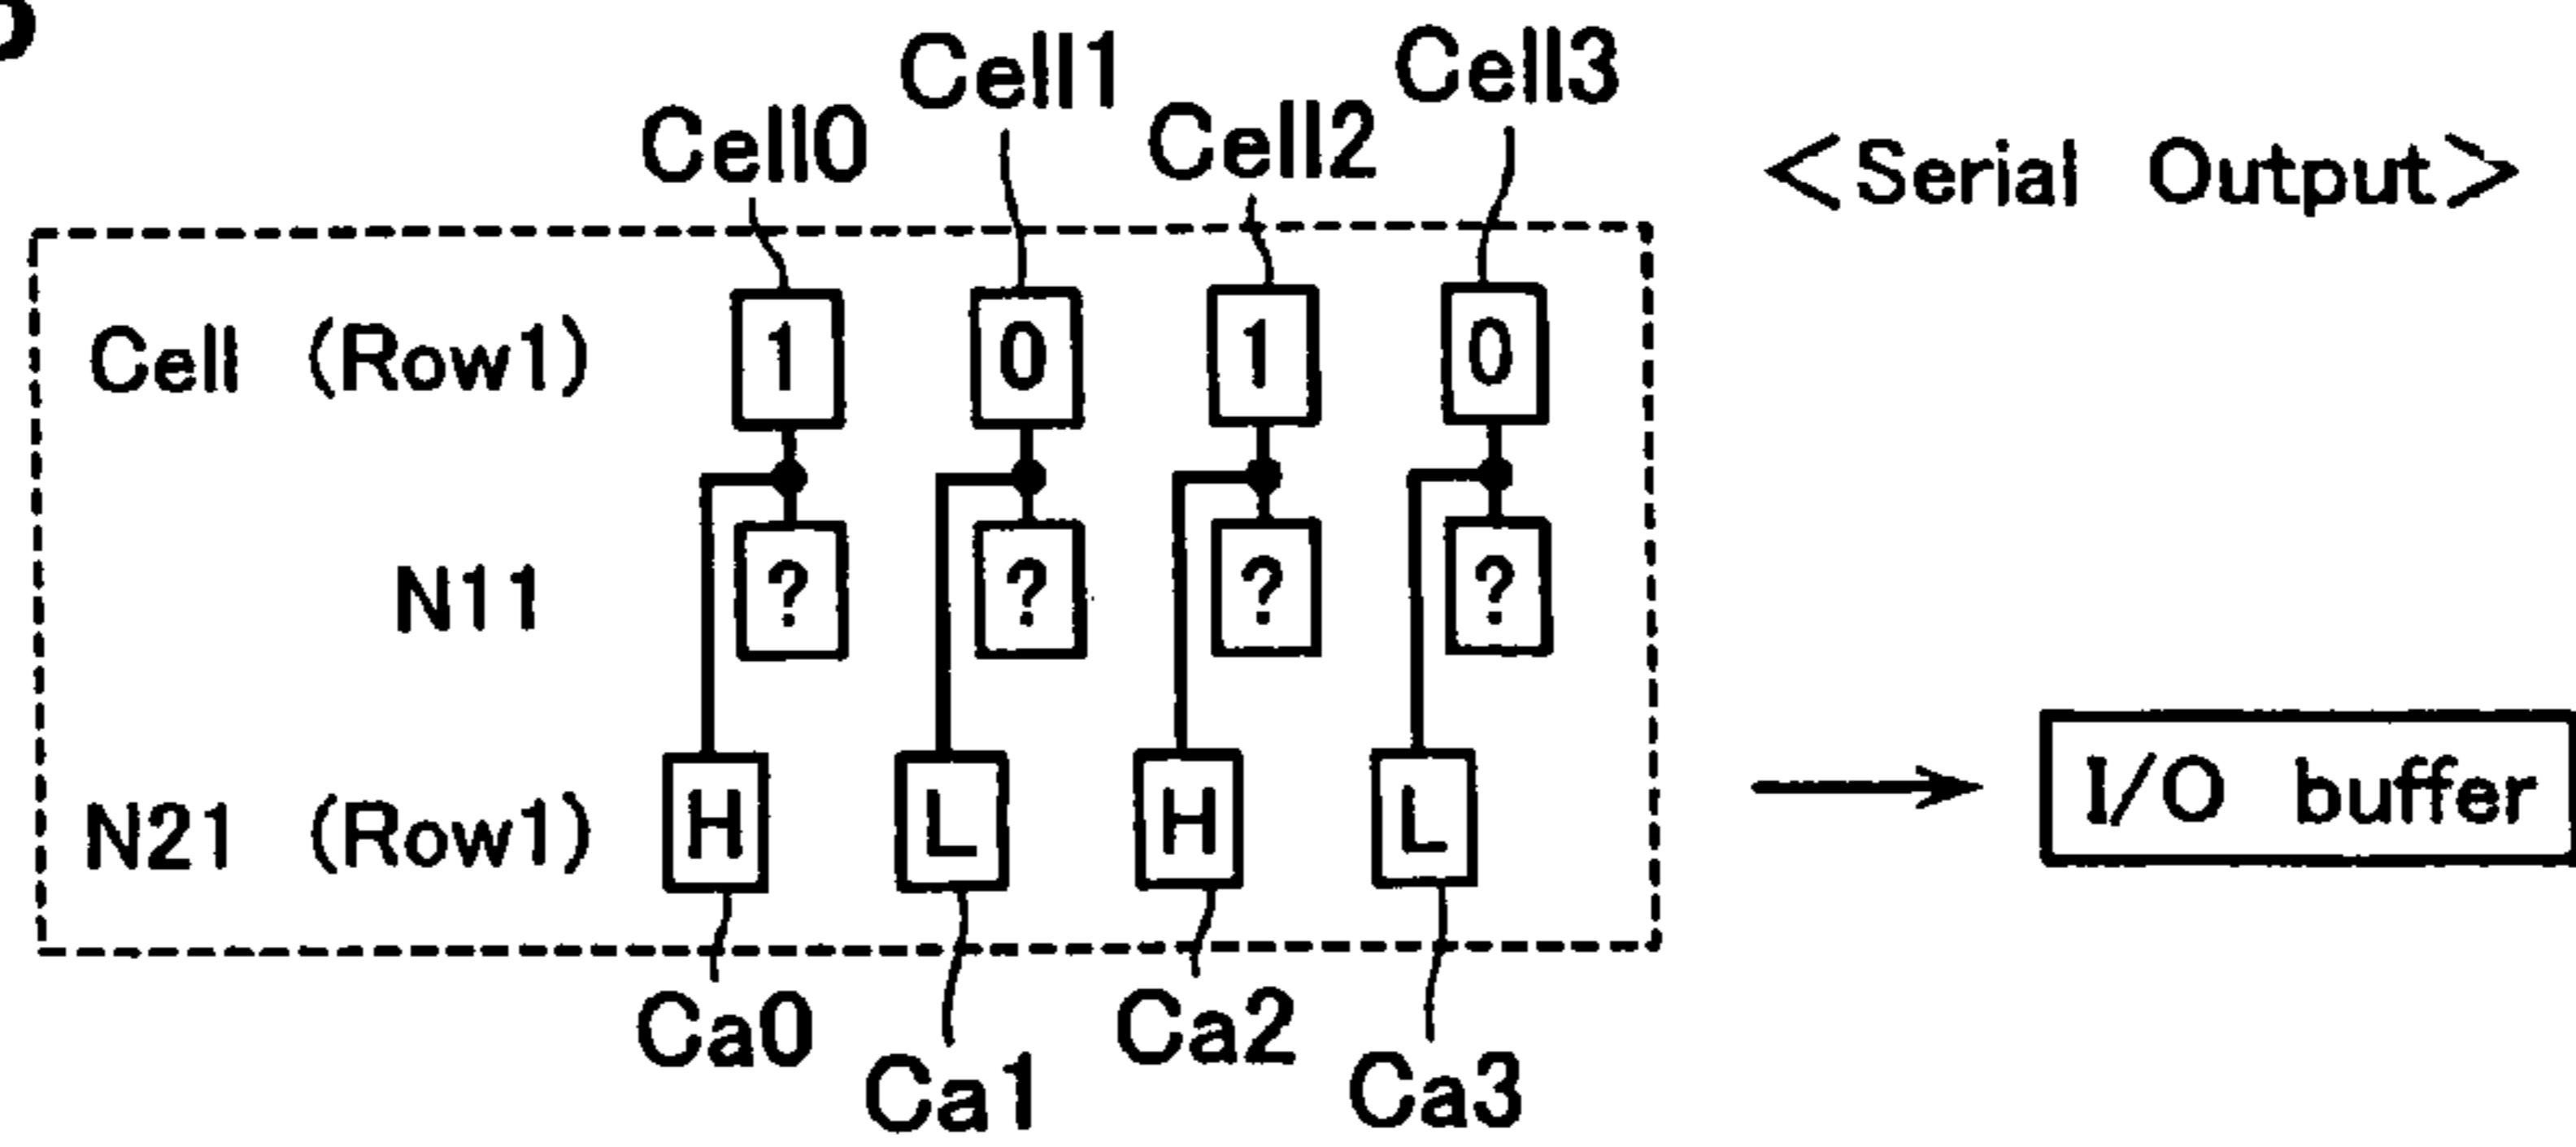 Cell0 Cell1 Cell2 Cell3 <Serial Output>
Cell (Row1) 1 0 1 0
N11 ? ? ? ?
N21 (Row1) H L H L I/O buffer
Ca0 Ca1 Ca2 Ca3